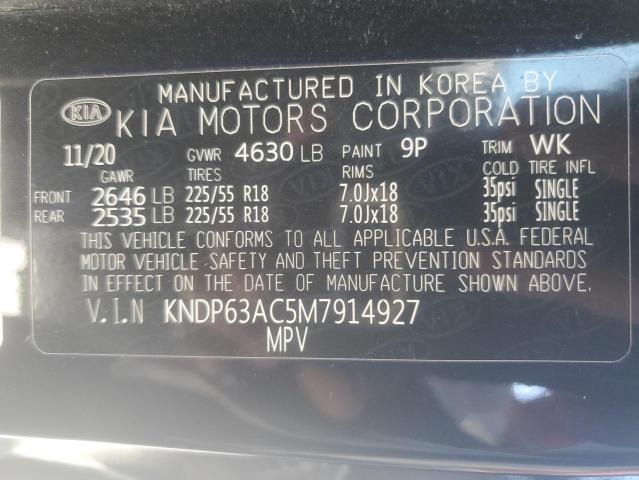 MANUFACTURED IN KOREA BY
KIA KIA MOTORS CORPORATION
11/20 GVWR 4630 LB PAINT 9P TRIM WK
GAWR TIRES RIMS COLD TIRE INFL
FRONT 2646 LB 225/55 R18 7.0Jx18 35psi SINGLE
REAR 2535 LB 225/55 R18 7.0Jx18 35psi SINGLE
THIS VEHICLE CONFORMS TO ALL APPLICABLE U.S.A. FEDERAL
MOTOR VEHICLE SAFETY AND THEFT PREVENTION STANDARDS
IN EFFECT ON THE DATE OF MANUFACTURE SHOWN ABOVE.
V.I.N KNDP63AC5M7914927
MPV